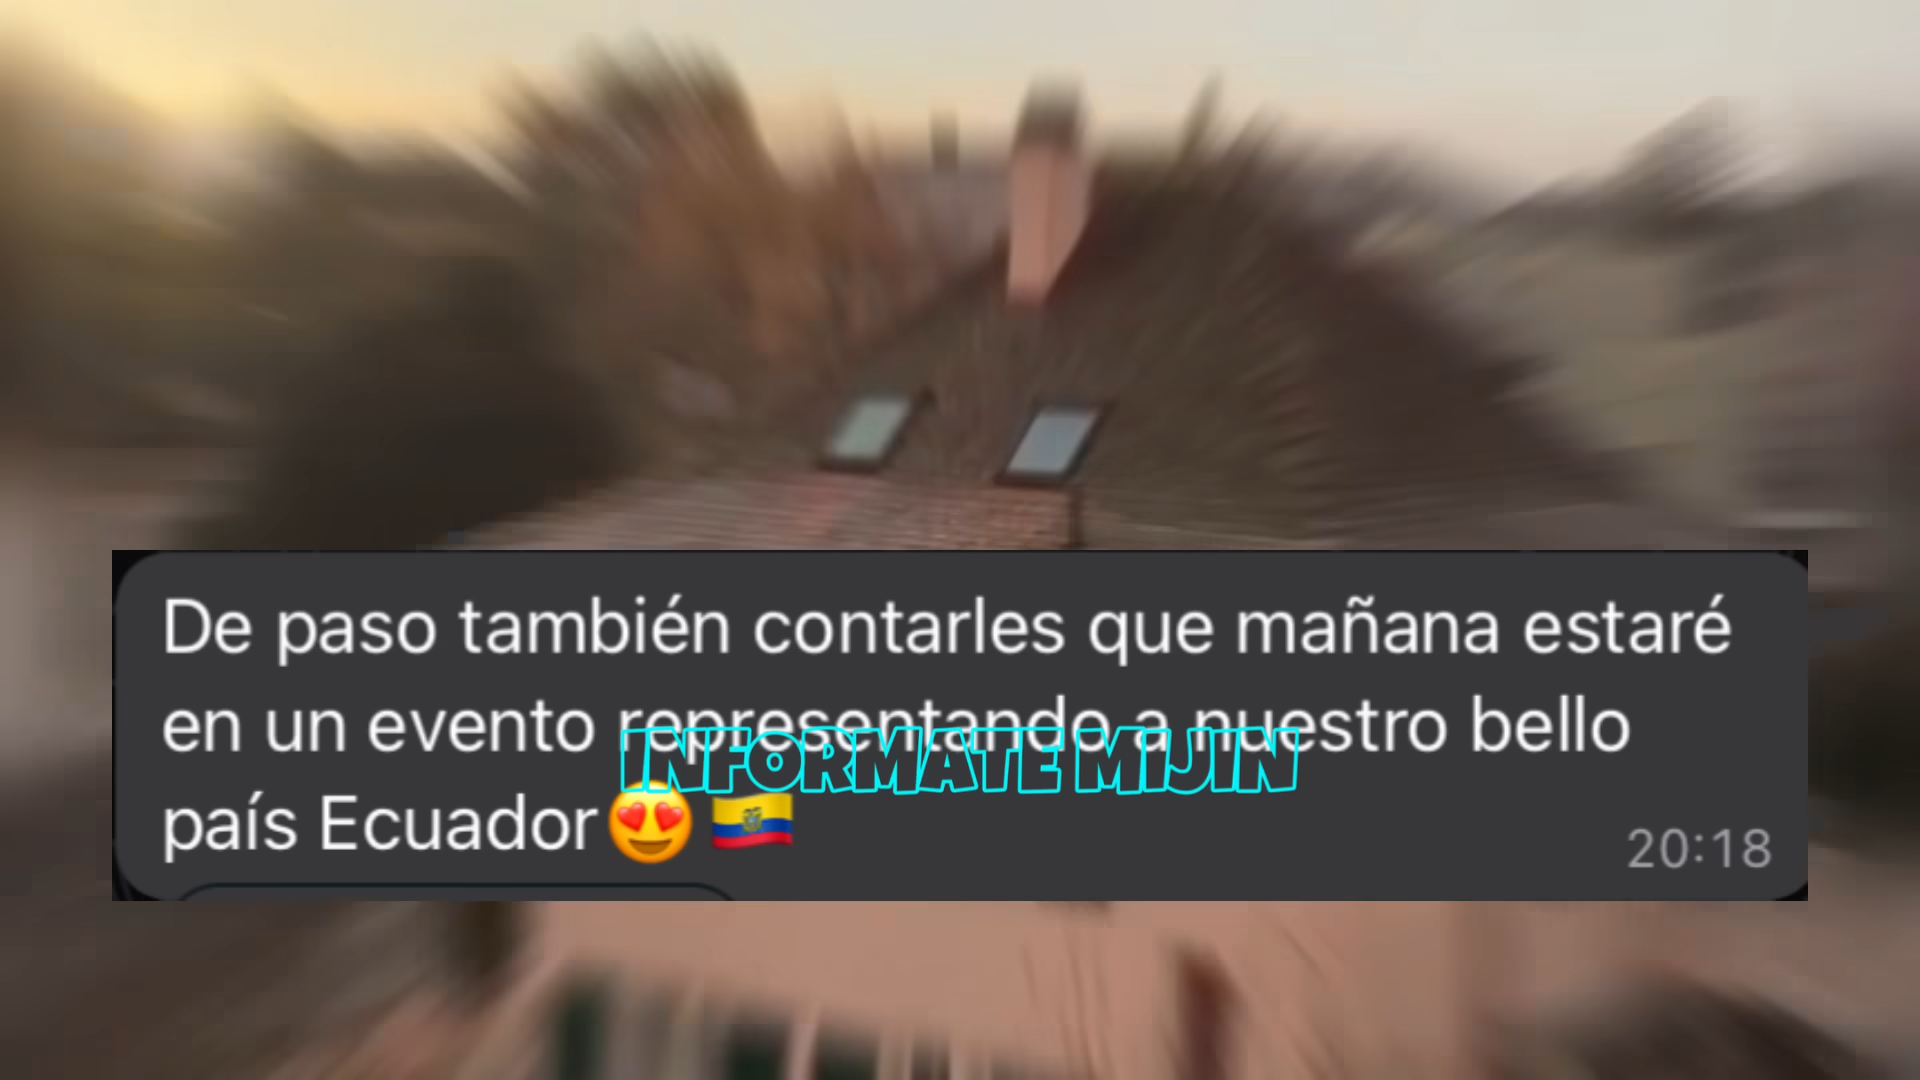 De paso también contarles que mañana estaré
en un evento representando a nuestro bello
INFORMATE MIJIN
país Ecuador😍🇪🇨
20:18